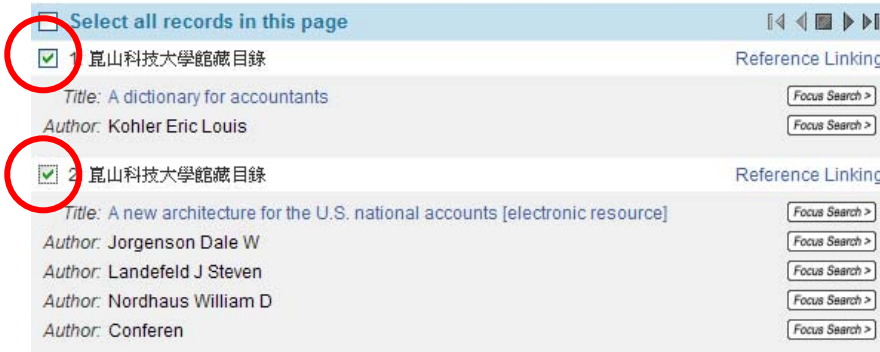 Select all records in this page
1. 崑山科技大學館藏目錄 Reference Linking
Title: A dictionary for accountants Focus Search >
Author: Kohler Eric Louis Focus Search >
2. 崑山科技大學館藏目錄 Reference Linking
Title: A new architecture for the U.S. national accounts [electronic resource] Focus Search >
Author: Jorgenson Dale W Focus Search >
Author: Landefeld J Steven Focus Search >
Author: Nordhaus William D Focus Search >
Author: Conferen Focus Search >